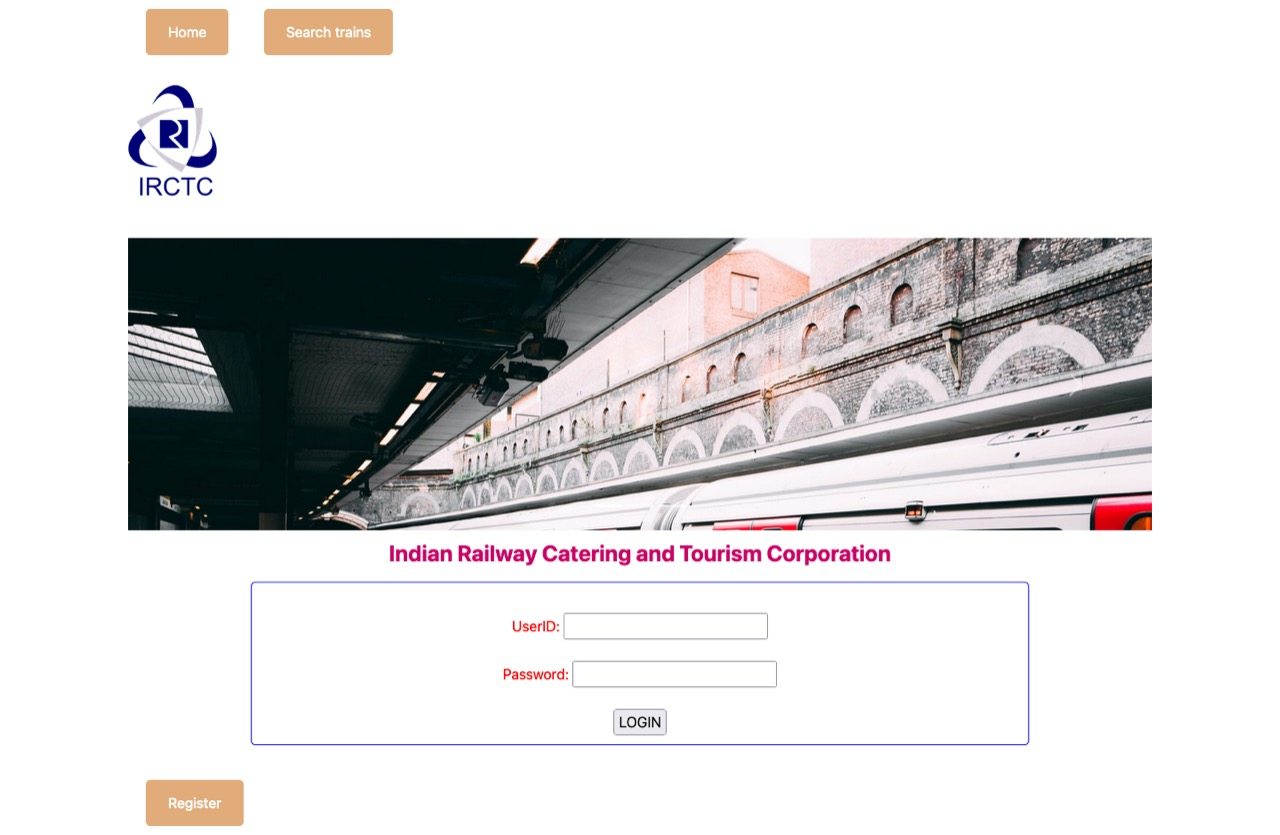 Home Search trains
IRCTC
Indian Railway Catering and Tourism Corporation
UserID:
Password:
LOGIN
Register